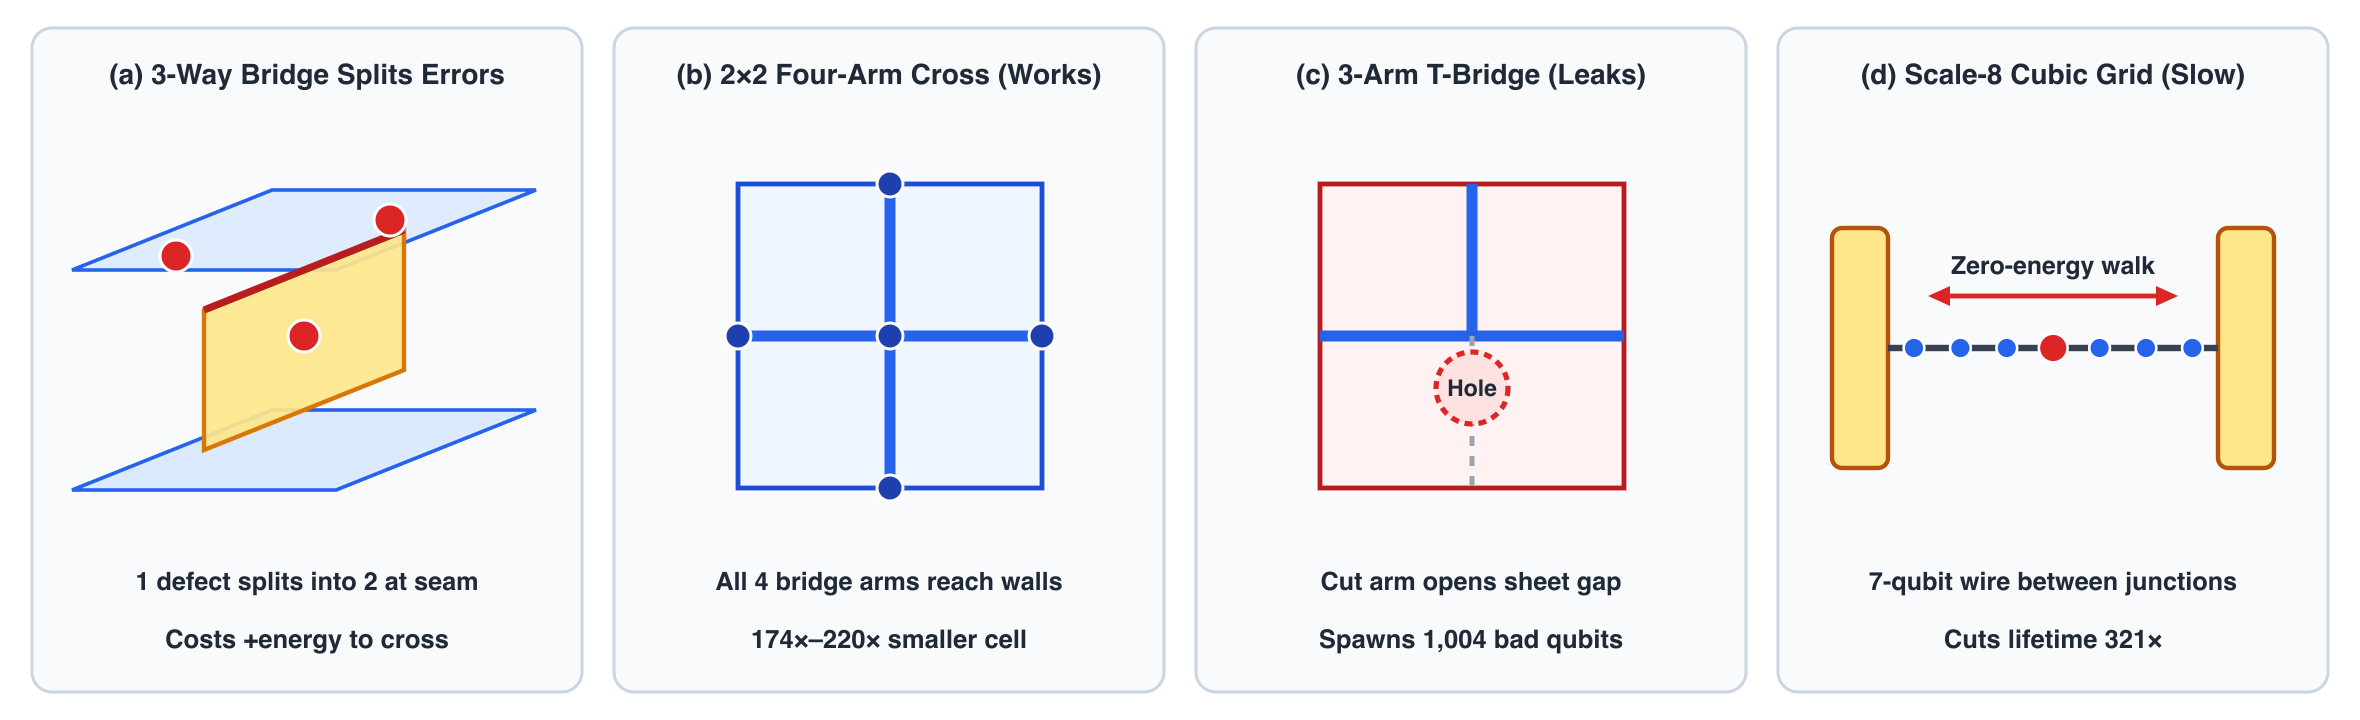 (a) 3-Way Bridge Splits Errors
1 defect splits into 2 at seam
Costs +energy to cross
(b) 2×2 Four-Arm Cross (Works)
All 4 bridge arms reach walls
174×–220× smaller cell
(c) 3-Arm T-Bridge (Leaks)
Hole
Cut arm opens sheet gap
Spawns 1,004 bad qubits
(d) Scale-8 Cubic Grid (Slow)
Zero-energy walk
7-qubit wire between junctions
Cuts lifetime 321×